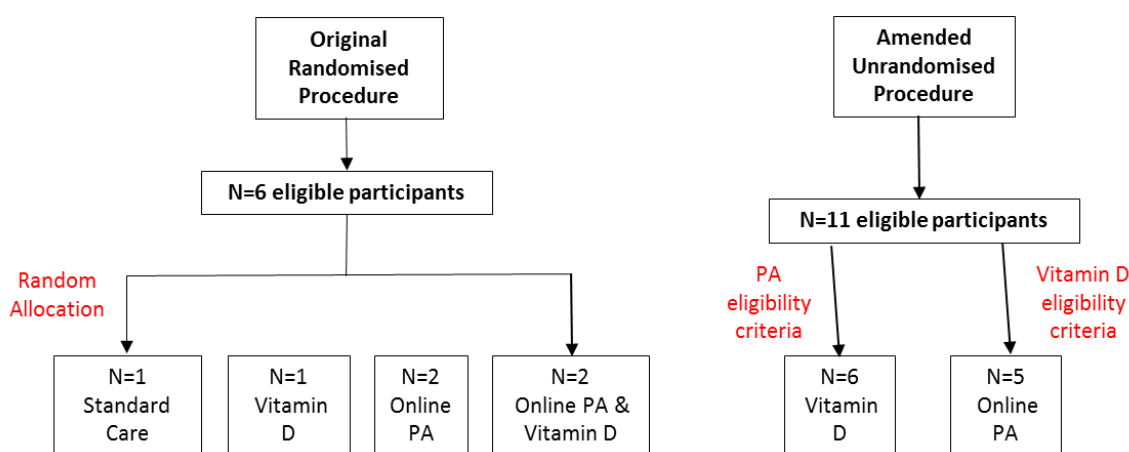 Original
Randomised
Procedure
N=6 eligible participants
Random
Allocation
N=1
Standard
Care
N=1
Vitamin
D
N=2
Online
PA
N=2
Online PA &
Vitamin D
Amended
Unrandomised
Procedure
N=11 eligible participants
PA
eligibility
criteria
Vitamin D
eligibility
criteria
N=6
Vitamin
D
N=5
Online
PA